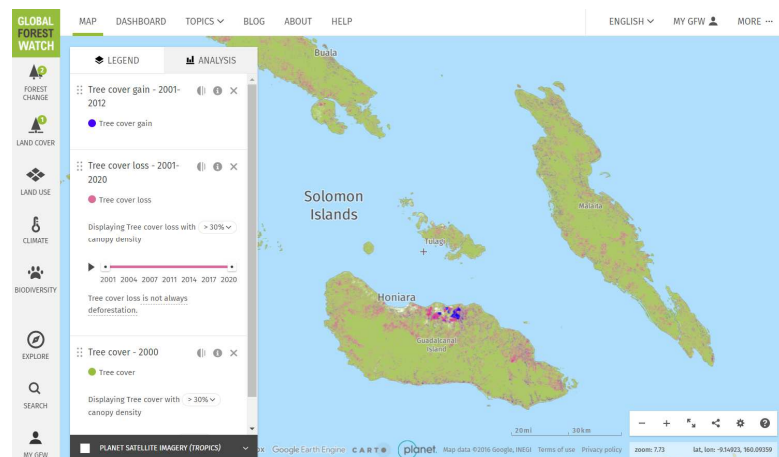 GLOBAL
FOREST
WATCH
MAP
DASHBOARD
TOPICS
BLOG
ABOUT
HELP
ENGLISH
MY GFW
MORE
2
FOREST
CHANGE
1
LAND COVER
LAND USE
CLIMATE
BIODIVERSITY
EXPLORE
SEARCH
MY GFW
LEGEND
ANALYSIS
Tree cover gain - 2001-
2012
Tree cover gain
Tree cover loss - 2001-
2020
Tree cover loss
Displaying Tree cover loss with > 30%
canopy density
2001 2004 2007 2011 2014 2017 2020
Tree cover loss is not always
deforestation.
Tree cover - 2000
Tree cover
Displaying Tree cover with > 30%
canopy density
PLANET SATELLITE IMAGERY (TROPICS)
Buala
Solomon
Islands
Malaita
Tulagi
Honiara
Guadalcanal
Island
20mi 30km
Google Earth Engine CARTO planet. Map data ©2016 Google, INEGI Terms of use Privacy policy
zoom: 7.73 lat, lon: -9.14923, 160.09359